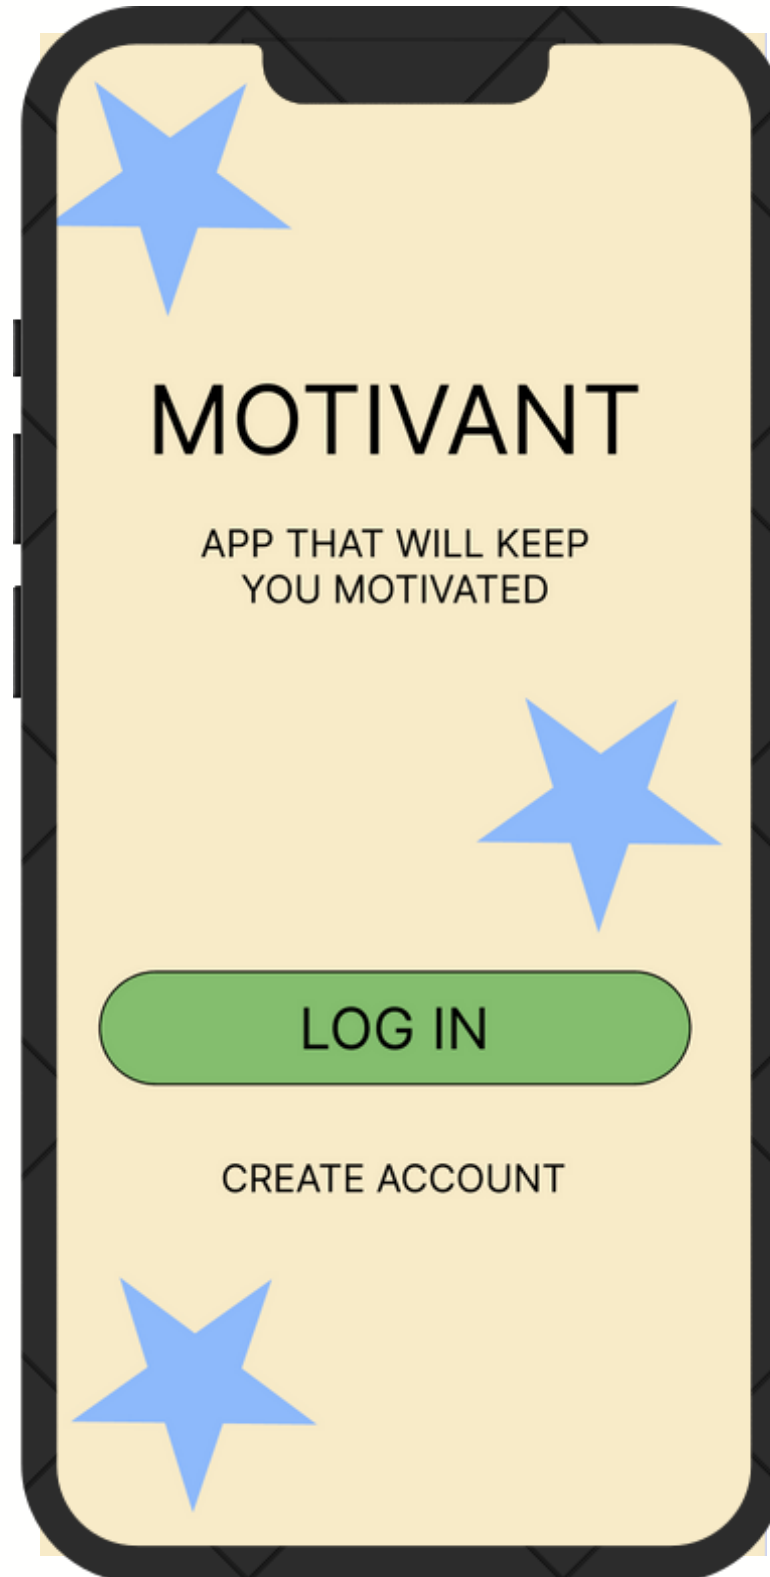 MOTIVANT
APP THAT WILL KEEP
YOU MOTIVATED
LOG IN
CREATE ACCOUNT